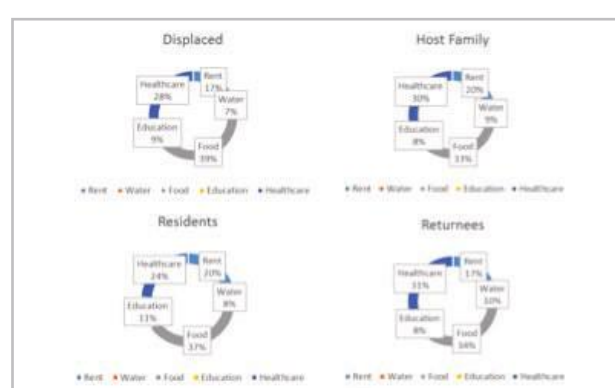 Displaced
Rent
17%
Water
7%
Food
39%
Education
9%
Healthcare
28%
Rent Water Food Education Healthcare
Host Family
Rent
20%
Water
9%
Food
33%
Education
8%
Healthcare
30%
Rent Water Food Education Healthcare
Residents
Rent
20%
Water
8%
Food
37%
Education
11%
Healthcare
24%
Rent Water Food Education Healthcare
Returnees
Rent
17%
Water
10%
Food
34%
Education
8%
Healthcare
31%
Rent Water Food Education Healthcare